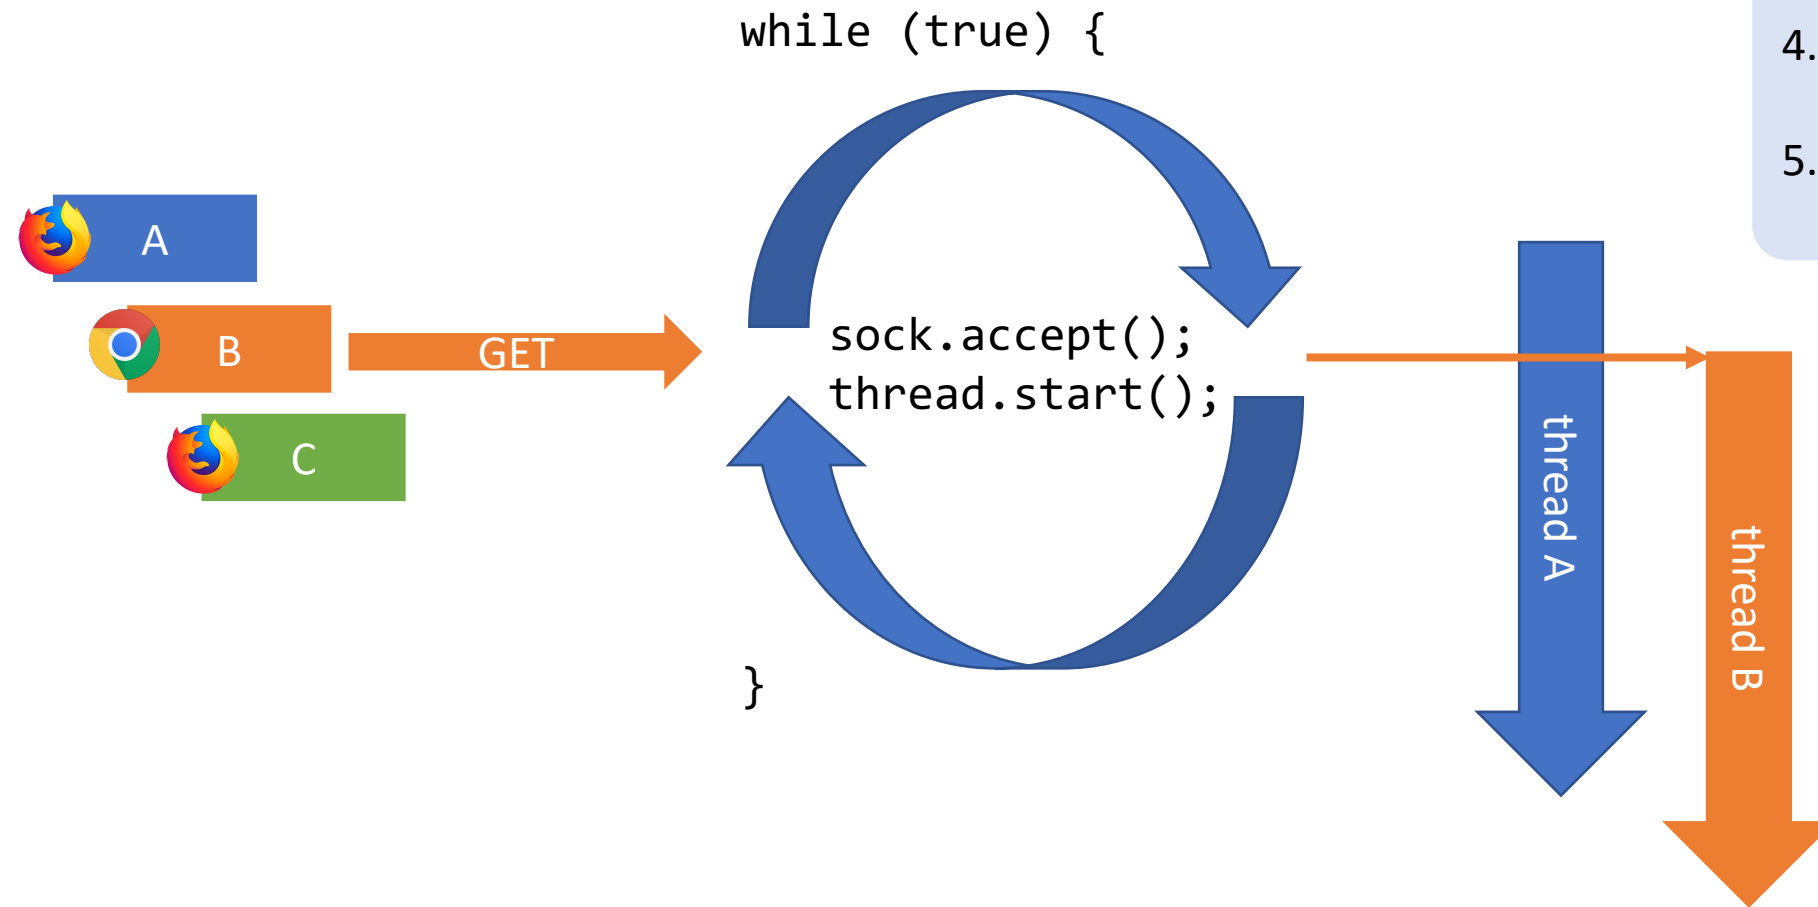 while (true) {
4.
5.
A
B
GET
C
sock.accept();
thread.start();
thread A
thread B
}